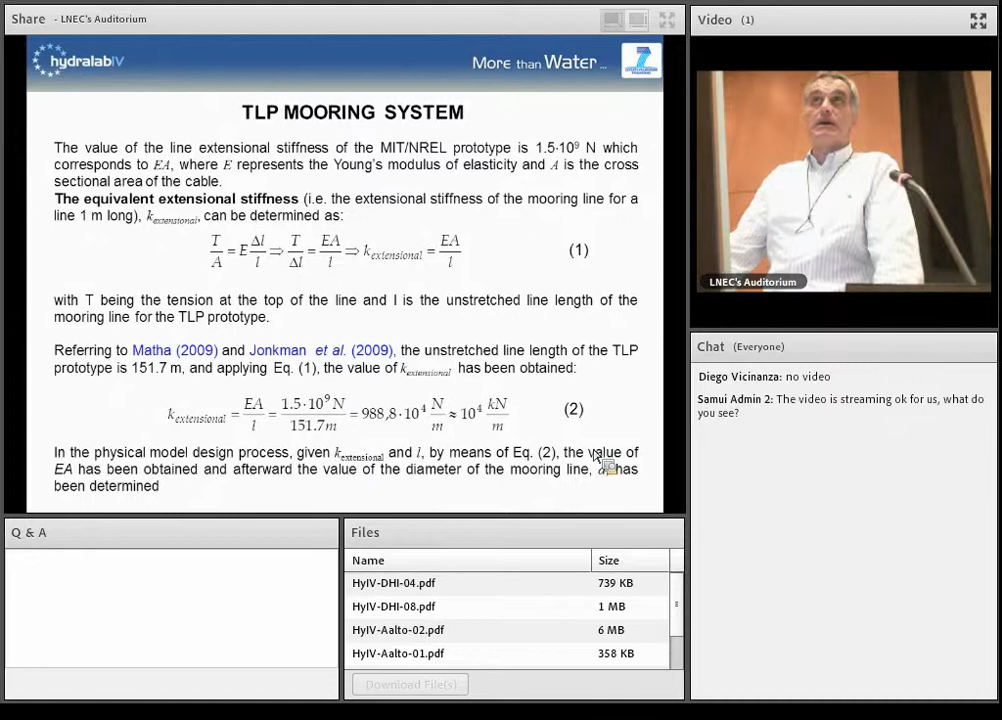 Share - LNEC's Auditorium
hydralabIV
More than Water...
7
TLP MOORING SYSTEM
The value of the line extensional stiffness of the MIT/NREL prototype is 1.5·10⁹ N which
corresponds to EA, where E represents the Young's modulus of elasticity and A is the cross
sectional area of the cable.
The equivalent extensional stiffness (i.e. the extensional stiffness of the mooring line for a
line 1 m long), k_extensional, can be determined as:
T/A = E Δl/l ⇒ T/Δl = EA/l ⇒ k_extensional = EA/l (1)
with T being the tension at the top of the line and l is the unstretched line length of the
mooring line for the TLP prototype.
Referring to Matha (2009) and Jonkman et al. (2009), the unstretched line length of the TLP
prototype is 151.7 m, and applying Eq. (1), the value of k_extensional has been obtained:
k_extensional = EA/l = 1.5·10⁹ N/151.7m = 988,8·10⁴ N/m ≈ 10⁴ kN/m (2)
In the physical model design process, given k_extensional and l, by means of Eq. (2), the value of
EA has been obtained and afterward the value of the diameter of the mooring line, has
been determined
Video (1)
LNEC's Auditorium
Chat (Everyone)
Diego Vicinanza: no video
Samui Admin 2: The video is streaming ok for us, what do
you see?
Q & A
Files
Name Size
HyIV-DHI-04.pdf 739 KB
HyIV-DHI-08.pdf 1 MB
HyIV-Aalto-02.pdf 6 MB
HyIV-Aalto-01.pdf 358 KB
Download File(s)